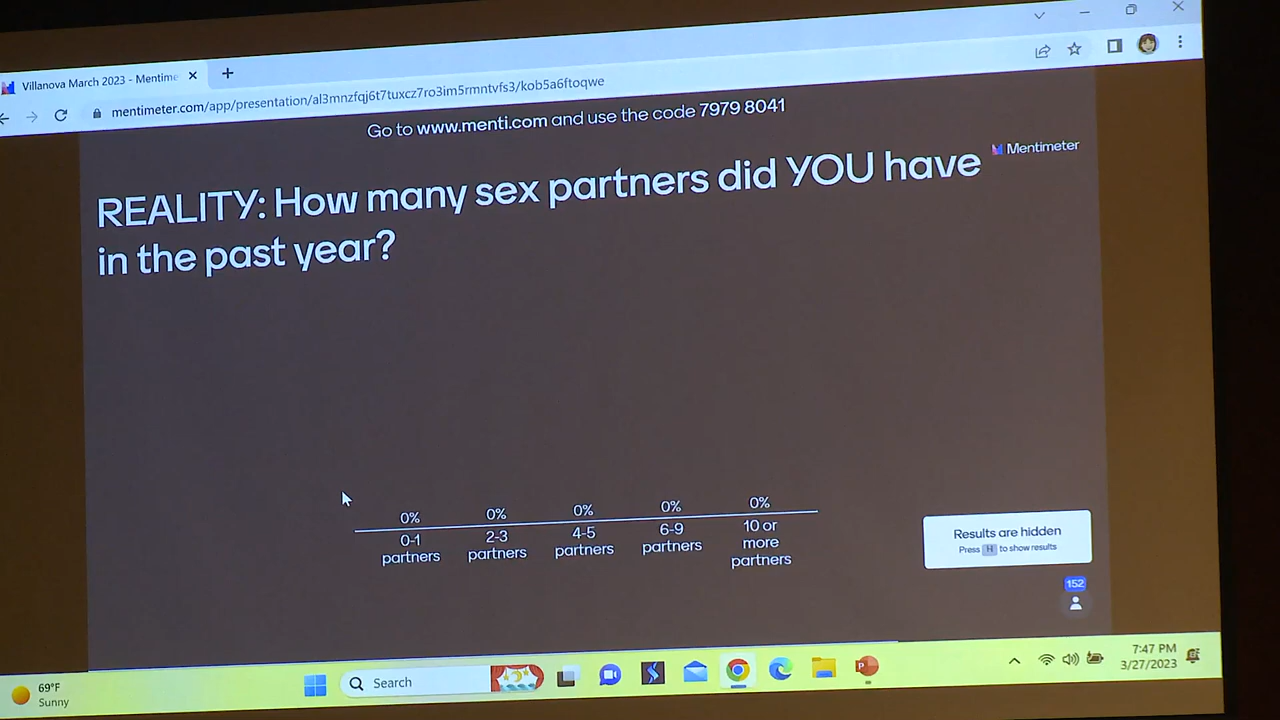 Villanova March 2023 - Mentime
mentimeter.com/app/presentation/al3mnzfqj6t7tuxcz7ro3im5rmntvfs3/kob5a6ftoqwe
Go to www.menti.com and use the code 7979 8041
Mentimeter
REALITY: How many sex partners did YOU have
in the past year?
0% 0% 0% 0% 0%
0-1 2-3 4-5 6-9 10 or
partners partners partners partners more
partners
Results are hidden
Press H to show results
152
69°F
Sunny
Search
7:47 PM
3/27/2023